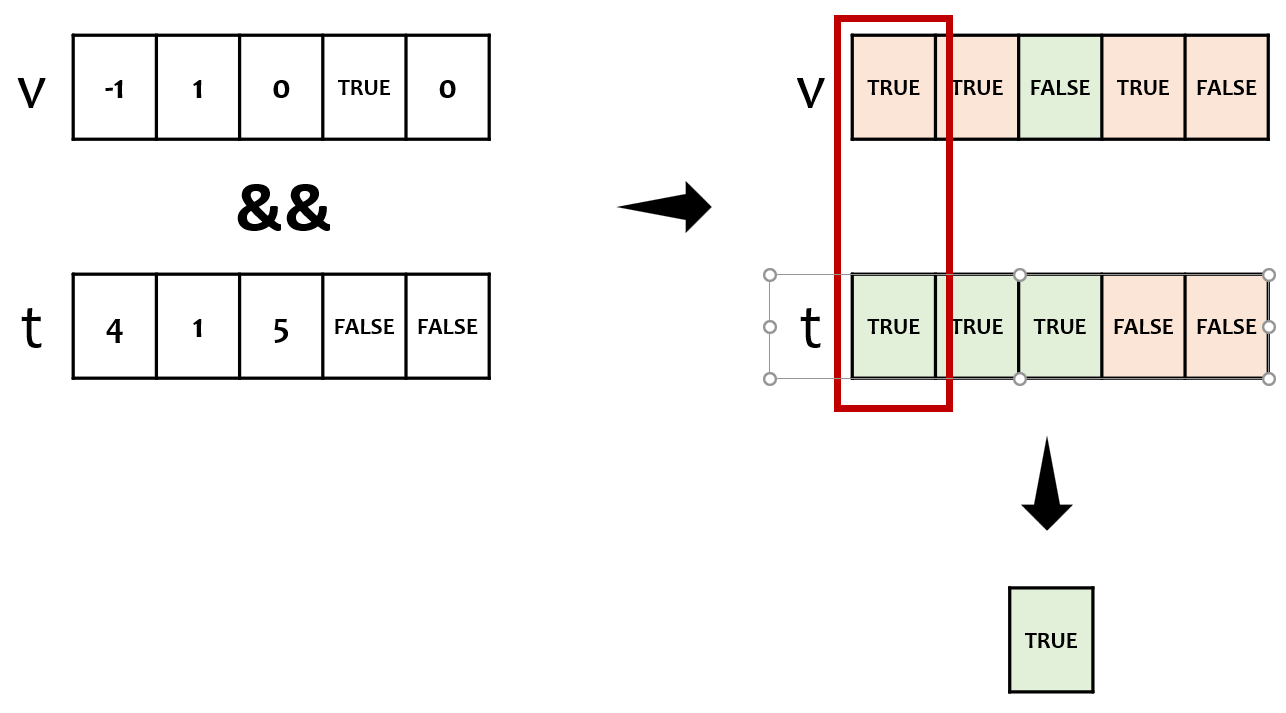 v -1 1 0 TRUE 0
&&
t 4 1 5 FALSE FALSE
v TRUE TRUE FALSE TRUE FALSE
t TRUE TRUE TRUE FALSE FALSE
TRUE